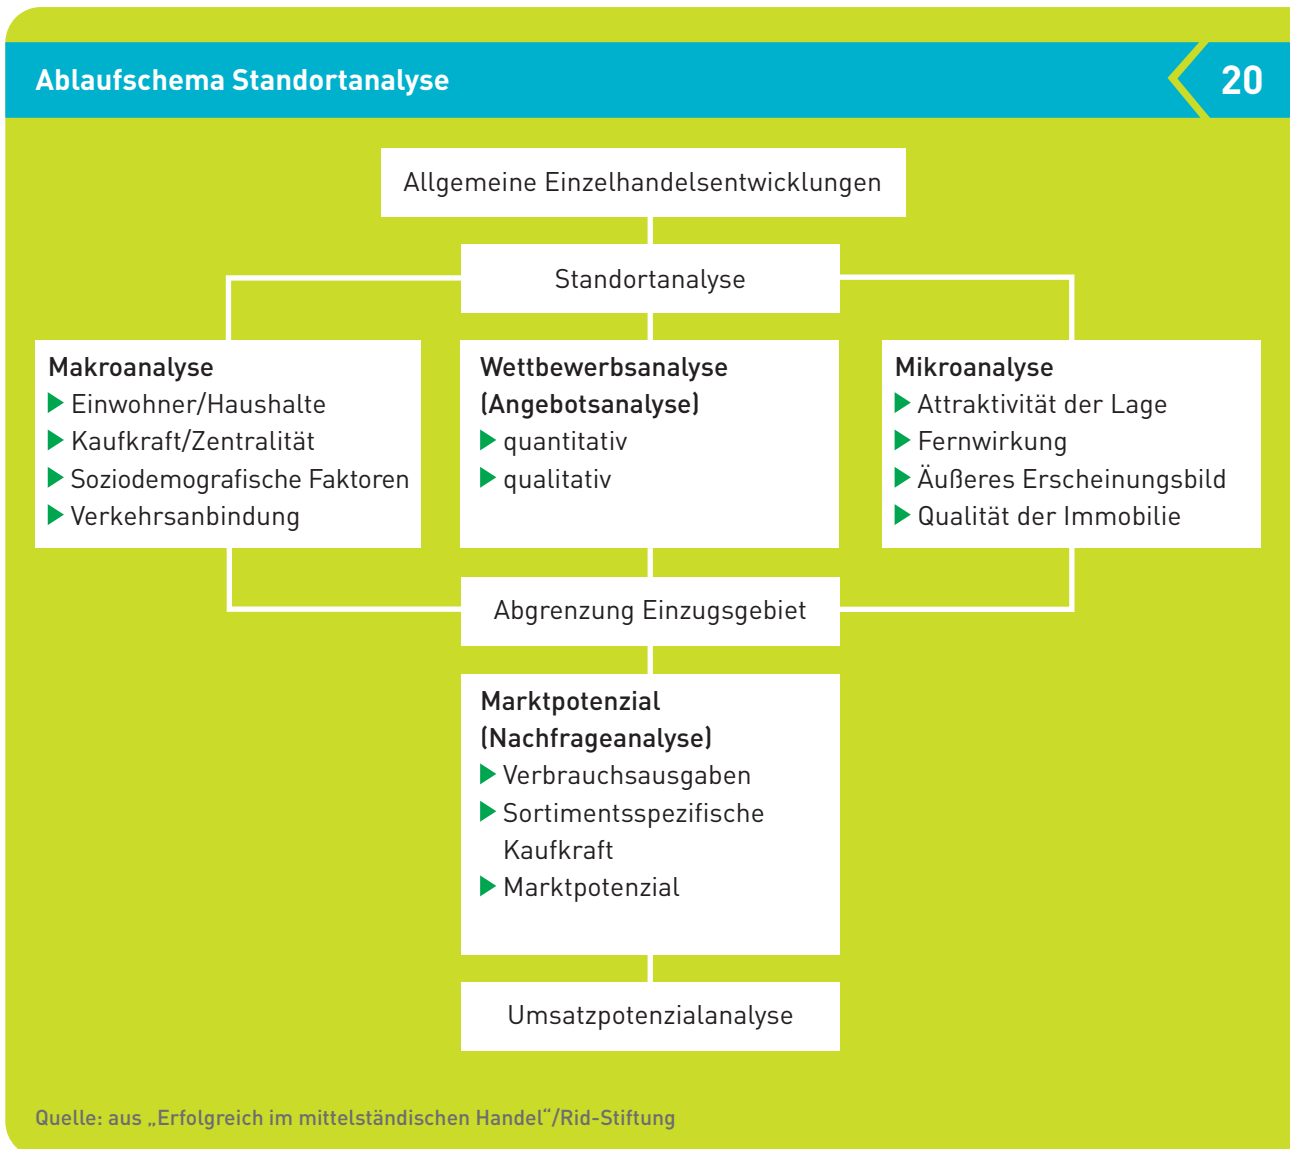 Ablaufschema Standortanalyse
20
Allgemeine Einzelhandelsentwicklungen
Standortanalyse
Makroanalyse
Einwohner/Haushalte
Kaufkraft/Zentralität
Soziodemografische Faktoren
Verkehrsanbindung
Wettbewerbsanalyse
(Angebotsanalyse)
quantitativ
qualitativ
Mikroanalyse
Attraktivität der Lage
Fernwirkung
Äußeres Erscheinungsbild
Qualität der Immobilie
Abgrenzung Einzugsgebiet
Marktpotenzial
(Nachfrageanalyse)
Verbrauchsausgaben
Sortimentsspezifische
Kaufkraft
Marktpotenzial
Umsatzpotenzialanalyse
Quelle: aus „Erfolgreich im mittelständischen Handel“/Rid-Stiftung